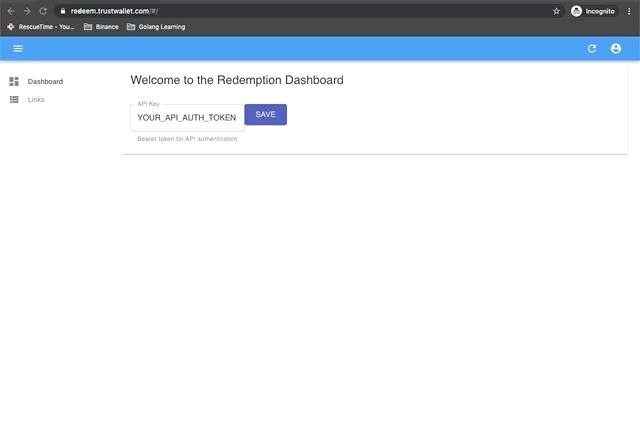 redeem.trustwallet.com/#/
Incognito
RescueTime - You...
Binance
Golang Learning
Dashboard
Links
Welcome to the Redemption Dashboard
API Key
YOUR_API_AUTH_TOKEN
SAVE
Bearer token for API authentication